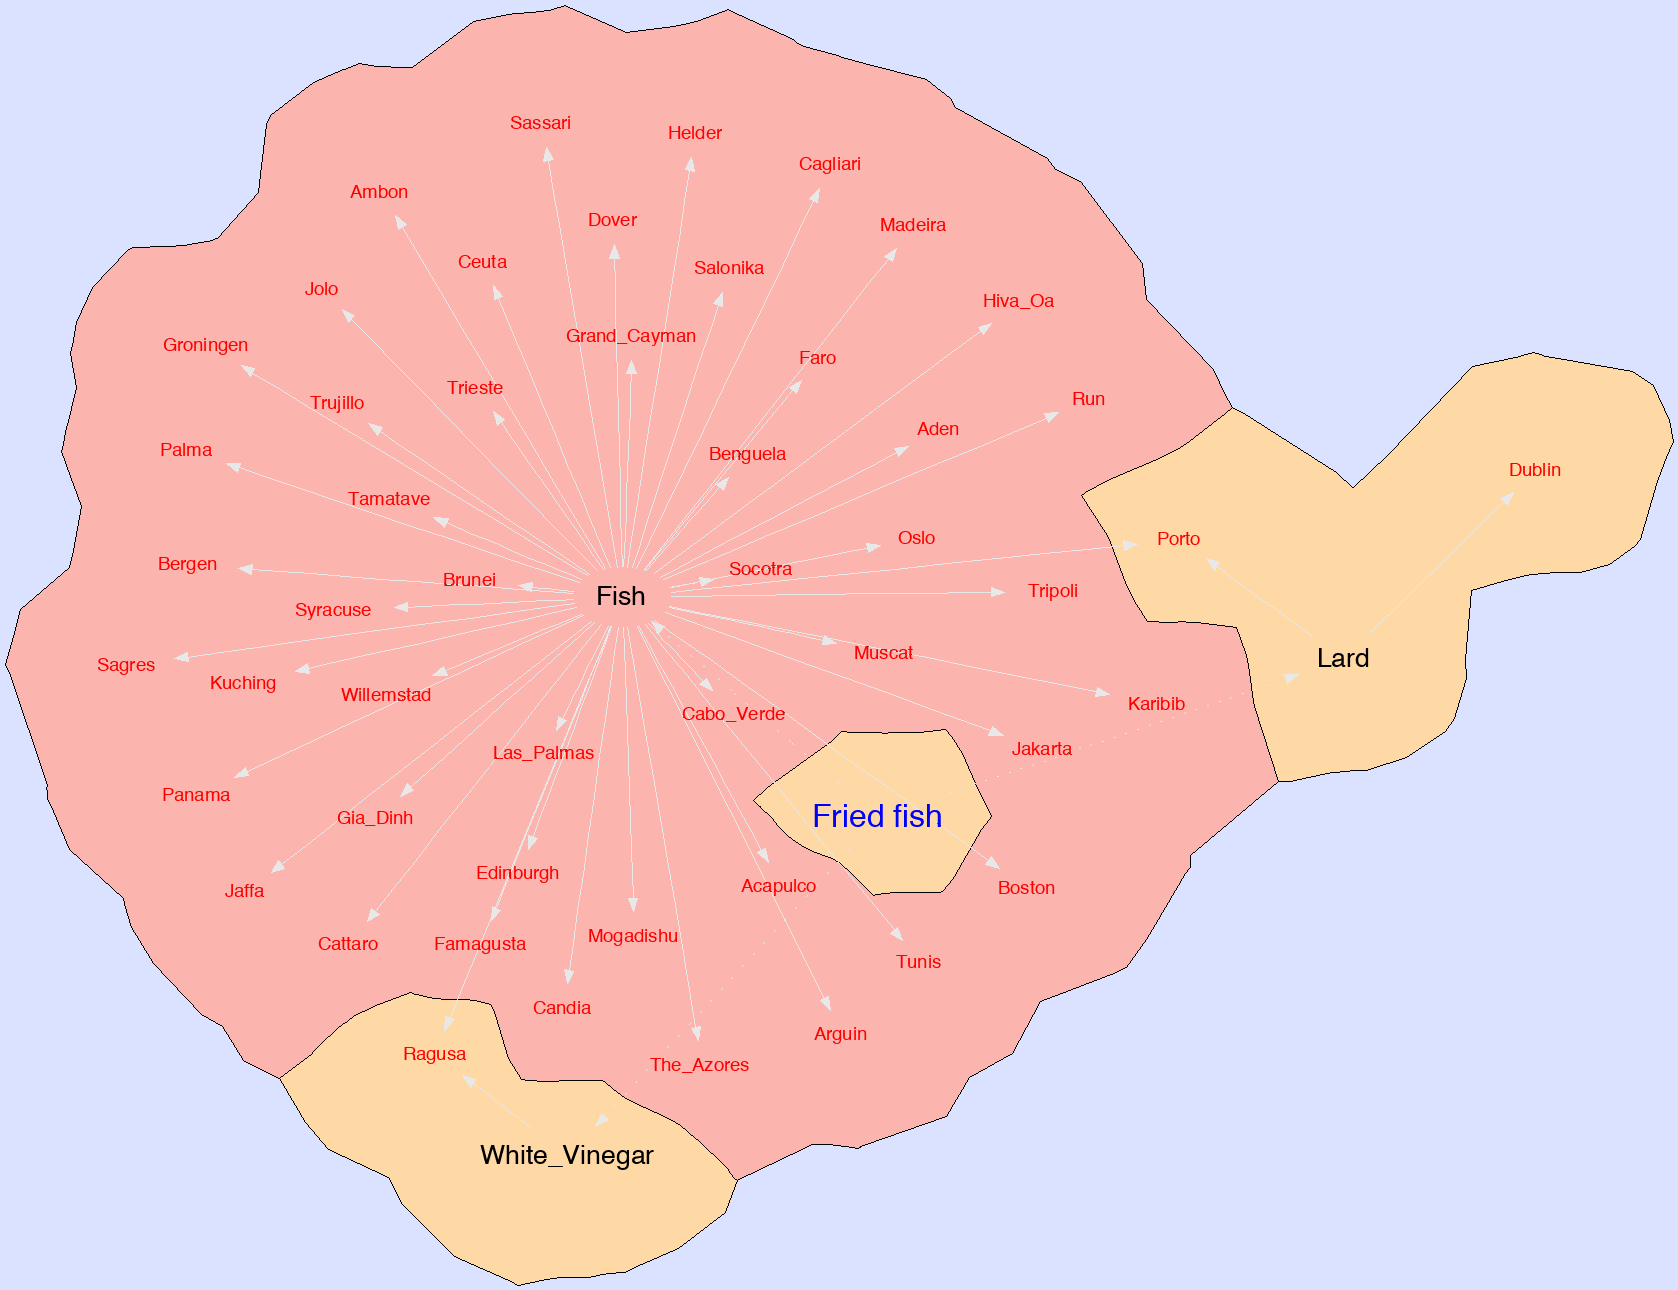 Sassari
Helder
Cagliari
Ambon
Dover
Madeira
Ceuta
Salonika
Jolo
Hiva_Oa
Grand_Cayman
Groningen
Faro
Trieste
Run
Trujillo
Aden
Palma
Benguela
Dublin
Tamatave
Oslo
Porto
Bergen
Socotra
Brunei
Tripoli
Fish
Syracuse
Muscat
Lard
Sagres
Kuching
Willemstad
Karibib
Cabo_Verde
Jakarta
Las_Palmas
Panama
Fried fish
Gia_Dinh
Edinburgh
Acapulco
Boston
Jaffa
Mogadishu
Cattaro
Famagusta
Tunis
Candia
Arguin
Ragusa
The_Azores
White_Vinegar